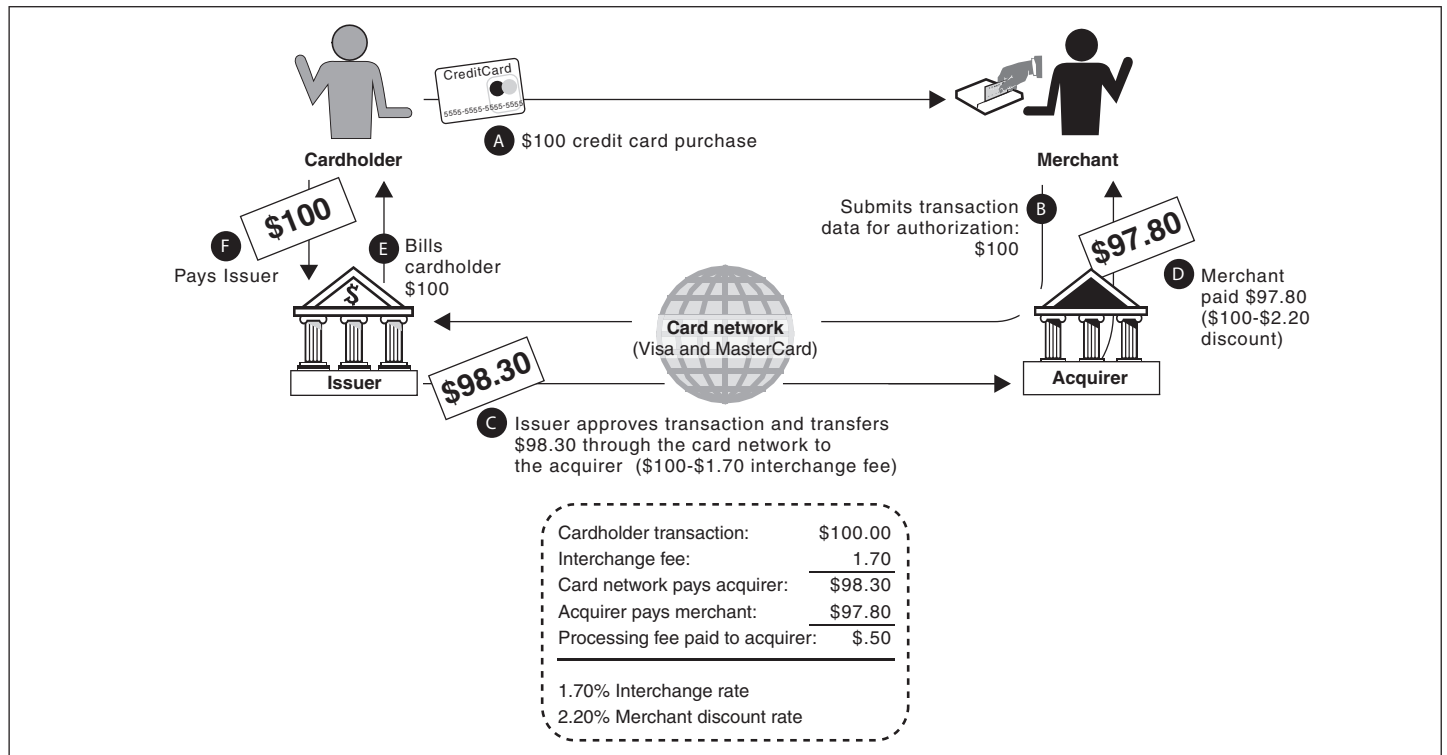 CreditCard
5555-5555-5555-5555
A $100 credit card purchase
Cardholder
Merchant
$100
F
Pays Issuer
E Bills
cardholder
$100
Submits transaction
data for authorization:
$100
B
$97.80
D Merchant
paid $97.80
($100-$2.20
discount)
$
Card network
(Visa and MasterCard)
Issuer
$98.30
Acquirer
C Issuer approves transaction and transfers
$98.30 through the card network to
the acquirer ($100-$1.70 interchange fee)
Cardholder transaction: $100.00
Interchange fee: 1.70
Card network pays acquirer: $98.30
Acquirer pays merchant: $97.80
Processing fee paid to acquirer: $.50
1.70% Interchange rate
2.20% Merchant discount rate